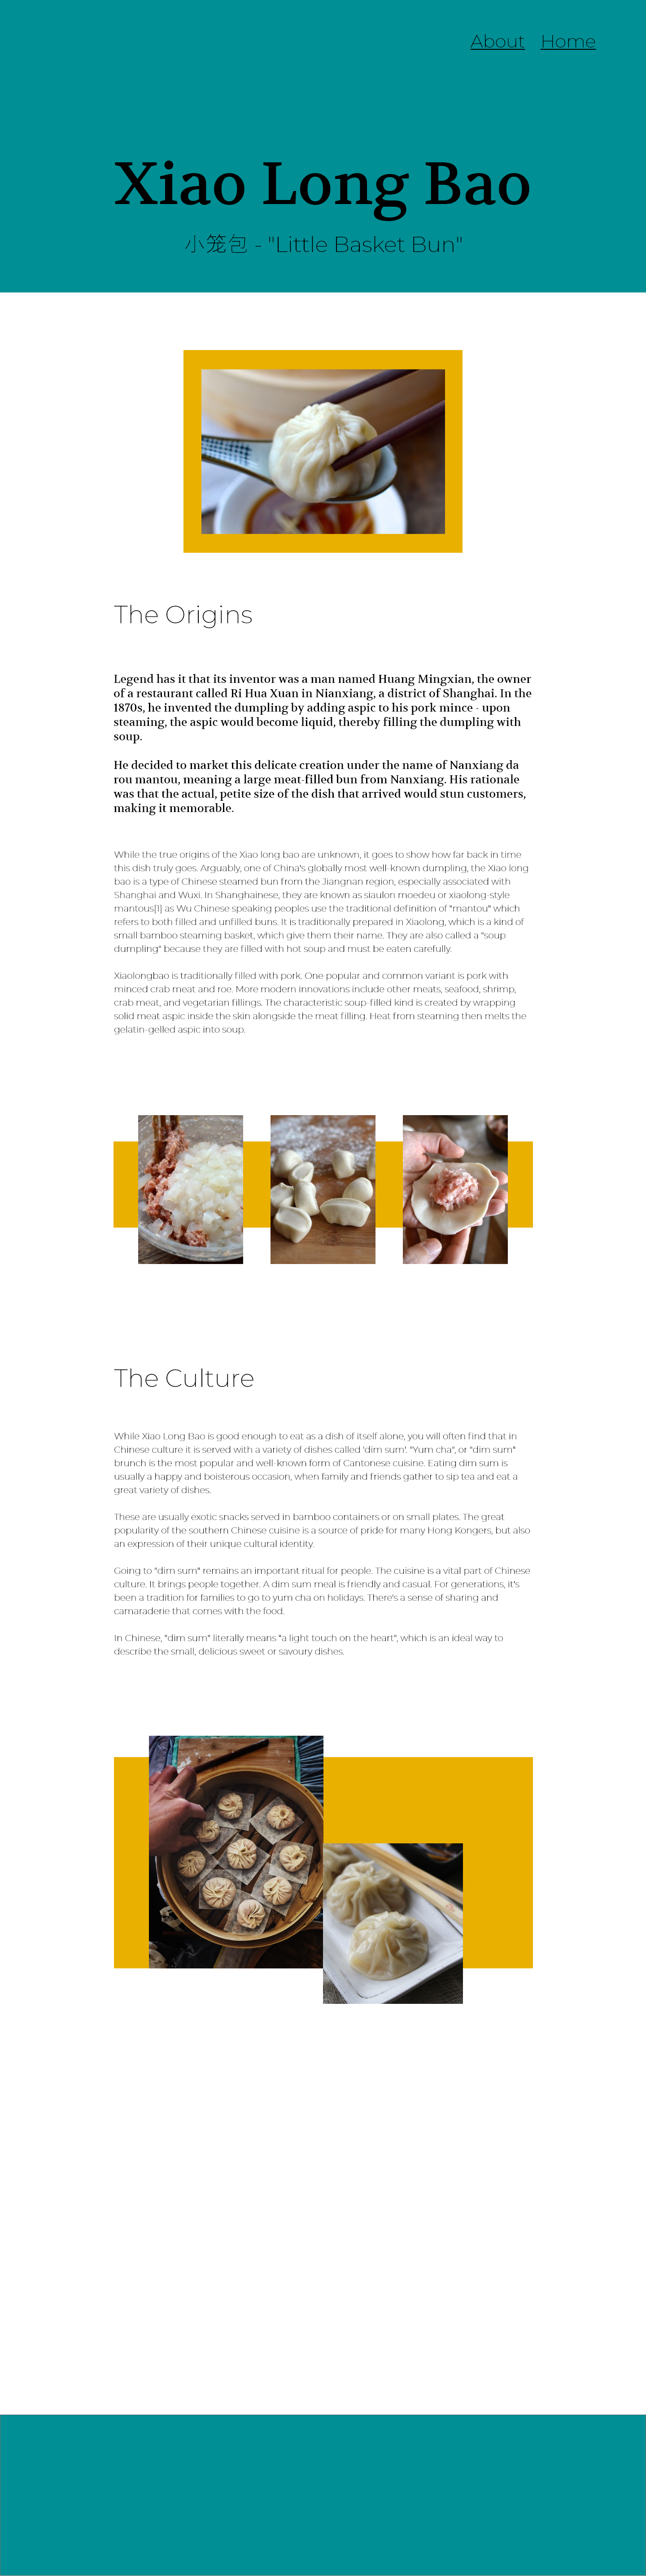 About Home
Xiao Long Bao
小笼包 - "Little Basket Bun"
The Origins
Legend has it that its inventor was a man named Huang Mingxian, the owner
of a restaurant called Ri Hua Xuan in Nianxiang, a district of Shanghai. In the
1870s, he invented the dumpling by adding aspic to his pork mince - upon
steaming, the aspic would become liquid, thereby filling the dumpling with
soup.
He decided to market this delicate creation under the name of Nanxiang da
rou mantou, meaning a large meat-filled bun from Nanxiang. His rationale
was that the actual, petite size of the dish that arrived would stun customers,
making it memorable.
While the true origins of the Xiao long bao are unknown, it goes to show how far back in time
this dish truly goes. Arguably, one of China's globally most well-known dumpling, the Xiao long
bao is a type of Chinese steamed bun from the Jiangnan region, especially associated with
Shanghai and Wuxi. In Shanghainese, they are known as siaulon moedeu or xiaolong-style
mantous[1] as Wu Chinese speaking peoples use the traditional definition of "mantou" which
refers to both filled and unfilled buns. It is traditionally prepared in Xiaolong, which is a kind of
small bamboo steaming basket, which give them their name. They are also called a "soup
dumpling" because they are filled with hot soup and must be eaten carefully.
Xiaolongbao is traditionally filled with pork. One popular and common variant is pork with
minced crab meat and roe. More modern innovations include other meats, seafood, shrimp,
crab meat, and vegetarian fillings. The characteristic soup-filled kind is created by wrapping
solid meat aspic inside the skin alongside the meat filling. Heat from steaming then melts the
gelatin-gelled aspic into soup.
The Culture
While Xiao Long Bao is good enough to eat as a dish of itself alone, you will often find that in
Chinese culture it is served with a variety of dishes called 'dim sum'. "Yum cha", or "dim sum"
brunch is the most popular and well-known form of Cantonese cuisine. Eating dim sum is
usually a happy and boisterous occasion, when family and friends gather to sip tea and eat a
great variety of dishes.
These are usually exotic snacks served in bamboo containers or on small plates. The great
popularity of the southern Chinese cuisine is a source of pride for many Hong Kongers, but also
an expression of their unique cultural identity.
Going to "dim sum" remains an important ritual for people. The cuisine is a vital part of Chinese
culture. It brings people together. A dim sum meal is friendly and casual. For generations, it's
been a tradition for families to go to yum cha on holidays. There's a sense of sharing and
camaraderie that comes with the food.
In Chinese, "dim sum" literally means "a light touch on the heart", which is an ideal way to
describe the small, delicious sweet or savoury dishes.